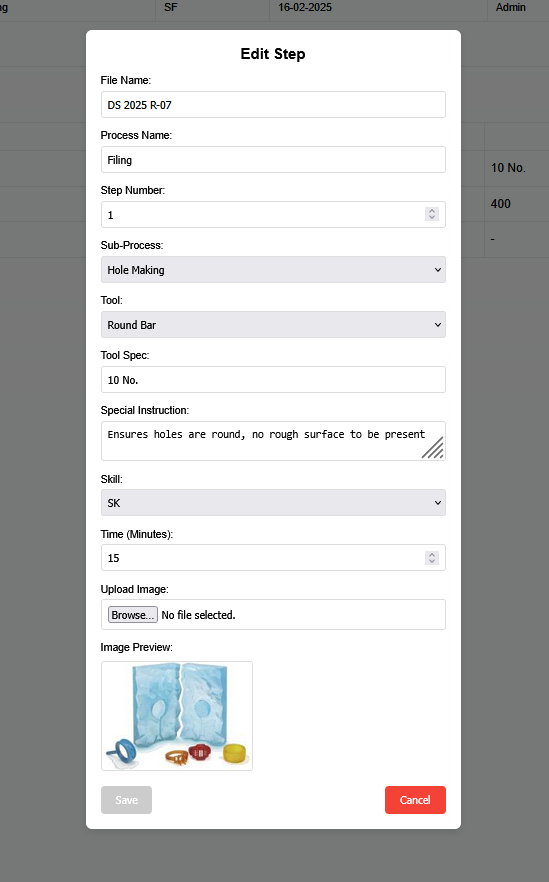 ng
SF
16-02-2025
Admin
Edit Step
File Name:
DS 2025 R-07
Process Name:
Filing
10 No.
Step Number:
1
400
Sub-Process:
-
Hole Making
Tool:
Round Bar
Tool Spec:
10 No.
Special Instruction:
Ensures holes are round, no rough surface to be present
Skill:
SK
Time (Minutes):
15
Upload Image:
Browse... No file selected.
Image Preview:
Save
Cancel